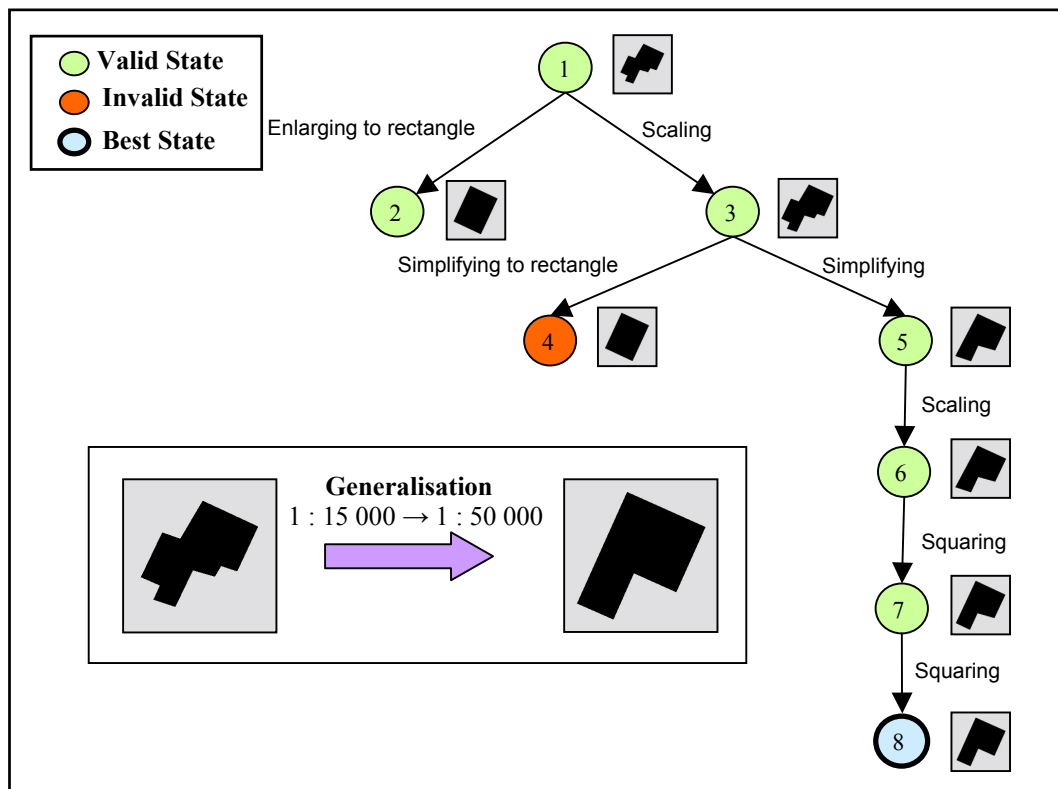 Valid State
Invalid State
Best State
1
Enlarging to rectangle
Scaling
2
3
Simplifying to rectangle
Simplifying
4
5
Scaling
6
Generalisation
1 : 15 000 → 1 : 50 000
Squaring
7
Squaring
8